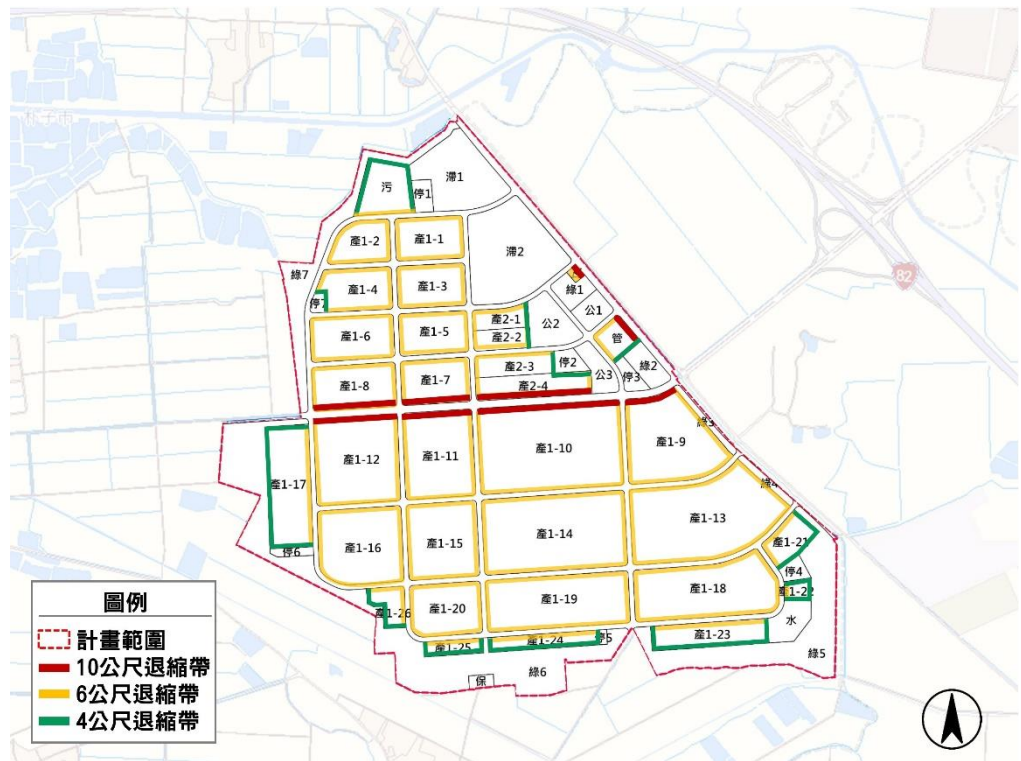 朴子市
滯1
污
停1
產1-2
產1-1
滯2
綠7
綠1
82
產1-4
產1-3
停7
公1
產2-1
公2
產1-6
產1-5
產2-2
管
停2
綠2
產2-3
公3
停3
產1-8
產1-7
產2-4
綠3
產1-9
產1-12
產1-11
產1-10
產1-17
綠4
產1-13
產1-16
產1-15
產1-14
產1-21
停6
停4
產1-18
產1-22
產1-20
產1-19
產1-26
水
產1-23
產1-25
產1-24
停5
綠5
綠6
保
圖例
計畫範圍
10公尺退縮帶
6公尺退縮帶
4公尺退縮帶